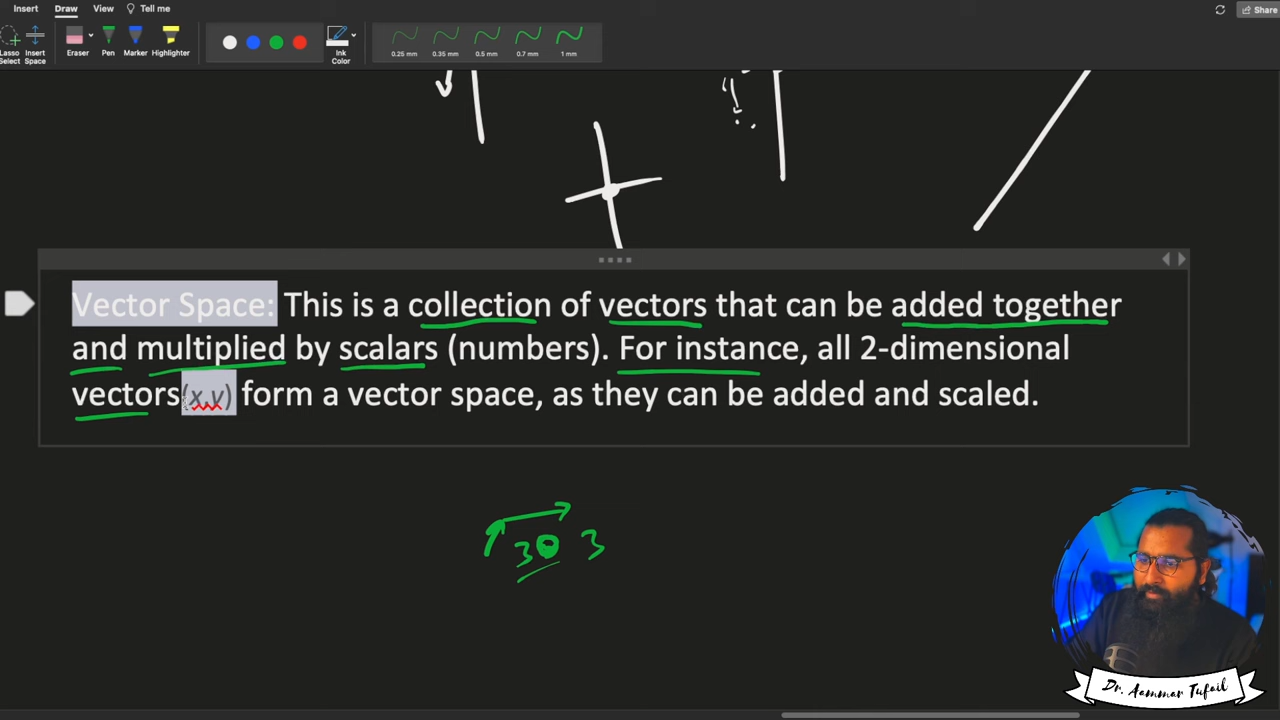 Insert Draw View Tell me Share
Lasso Select
Insert Space
Eraser
Pen
Marker
Highlighter
Ink Color
0.25 mm
0.35 mm
0.5 mm
0.7 mm
1 mm
Vector Space: This is a collection of vectors that can be added together
and multiplied by scalars (numbers). For instance, all 2-dimensional
vectors(x,y) form a vector space, as they can be added and scaled.
30 3
Dr. Aammar Tufail